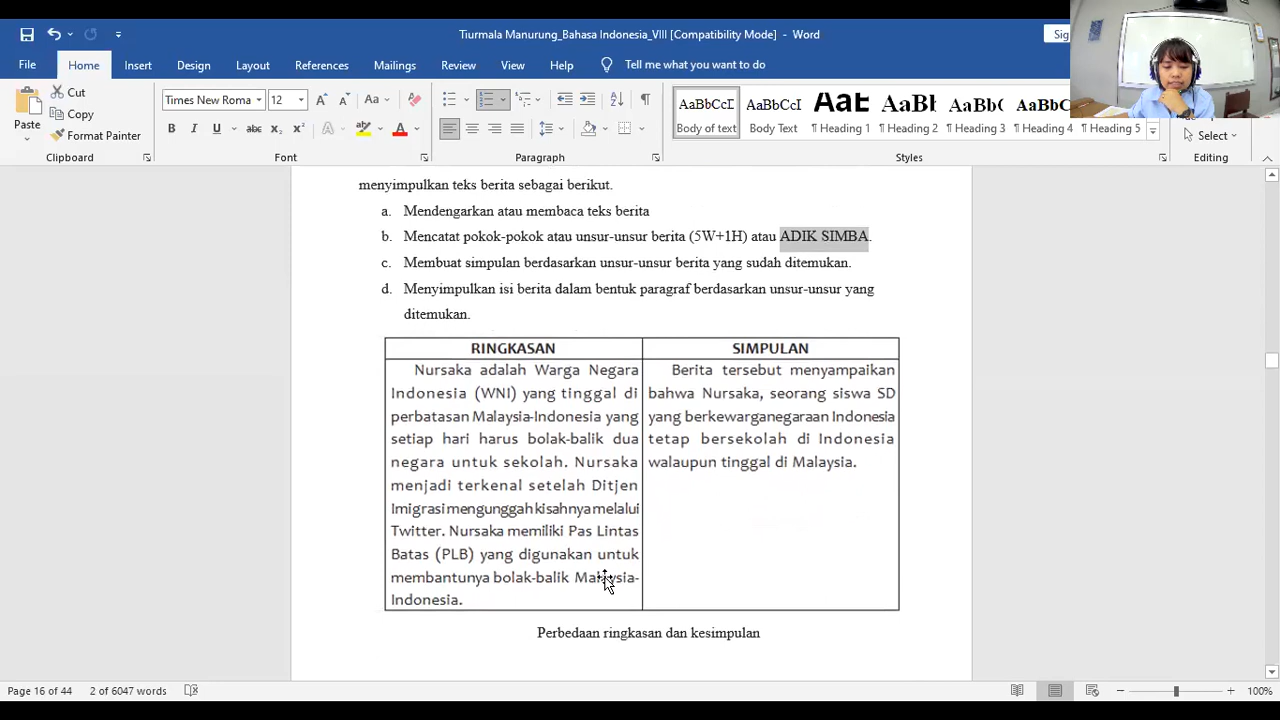 Tiurmala Manurung_Bahasa Indonesia_VIII [Compatibility Mode] - Word
File Home Insert Design Layout References Mailings Review View Help Tell me what you want to do
Paste
Cut
Copy
Format Painter
Times New Roma 12
Aa
B I U abc x₂ x² A A
AaBbCcD AaBbCcI AaB AaBb( AaBb( AaBbC AaBbC
Body of text Body Text ¶ Heading 1 ¶ Heading 2 ¶ Heading 3 ¶ Heading 4 ¶ Heading 5
Select
Clipboard Font Paragraph Styles Editing
menyimpulkan teks berita sebagai berikut.
a. Mendengarkan atau membaca teks berita
b. Mencatat pokok-pokok atau unsur-unsur berita (5W+1H) atau ADIK SIMBA.
c. Membuat simpulan berdasarkan unsur-unsur berita yang sudah ditemukan.
d. Menyimpulkan isi berita dalam bentuk paragraf berdasarkan unsur-unsur yang
ditemukan.
RINGKASAN
Nursaka adalah Warga Negara
Indonesia (WNI) yang tinggal di
perbatasan Malaysia-Indonesia yang
setiap hari harus bolak-balik dua
negara untuk sekolah. Nursaka
menjadi terkenal setelah Ditjen
Imigrasi mengunggah kisahnya melalui
Twitter. Nursaka memiliki Pas Lintas
Batas (PLB) yang digunakan untuk
membantunya bolak-balik Malaysia-
Indonesia.
SIMPULAN
Berita tersebut menyampaikan
bahwa Nursaka, seorang siswa SD
yang berkewarganegaraan Indonesia
tetap bersekolah di Indonesia
walaupun tinggal di Malaysia.
Perbedaan ringkasan dan kesimpulan
Page 16 of 44 2 of 6047 words 100%